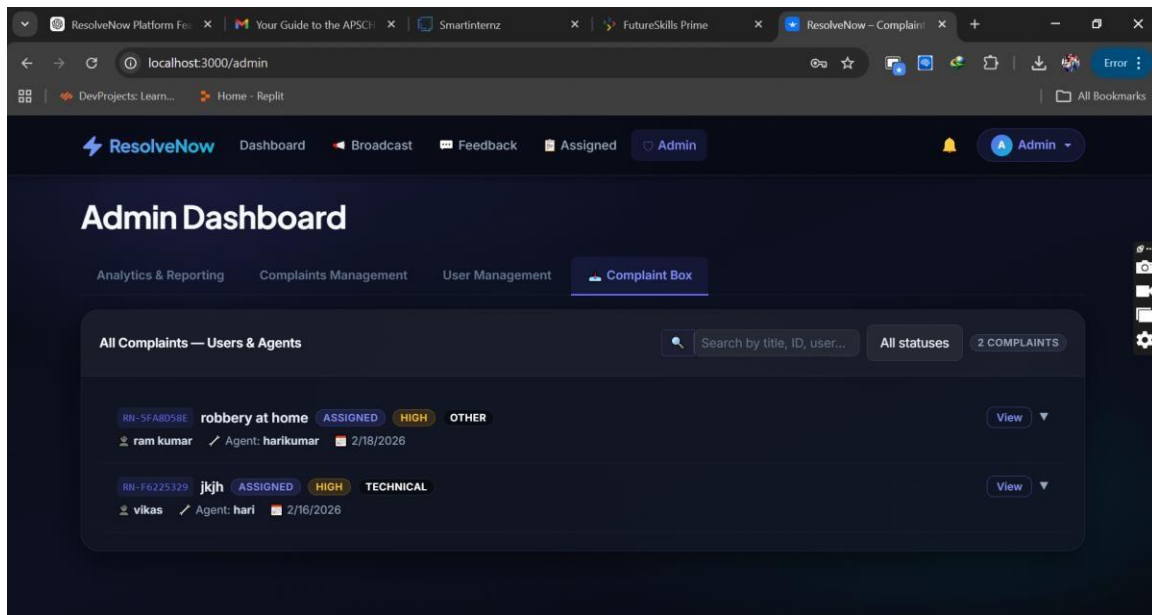 ResolveNow Platform Fea
Your Guide to the APSCH
Smartinternz
FutureSkills Prime
ResolveNow – Complaint
localhost:3000/admin
Error
DevProjects: Learn...
Home - Replit
All Bookmarks
ResolveNow Dashboard Broadcast Feedback Assigned Admin A Admin
Admin Dashboard
Analytics & Reporting Complaints Management User Management Complaint Box
All Complaints — Users & Agents Search by title, ID, user... All statuses 2 COMPLAINTS
RN-5FA8D58E robbery at home ASSIGNED HIGH OTHER View
ram kumar Agent: harikumar 2/18/2026
RN-F6225329 jkjh ASSIGNED HIGH TECHNICAL View
vikas Agent: hari 2/16/2026